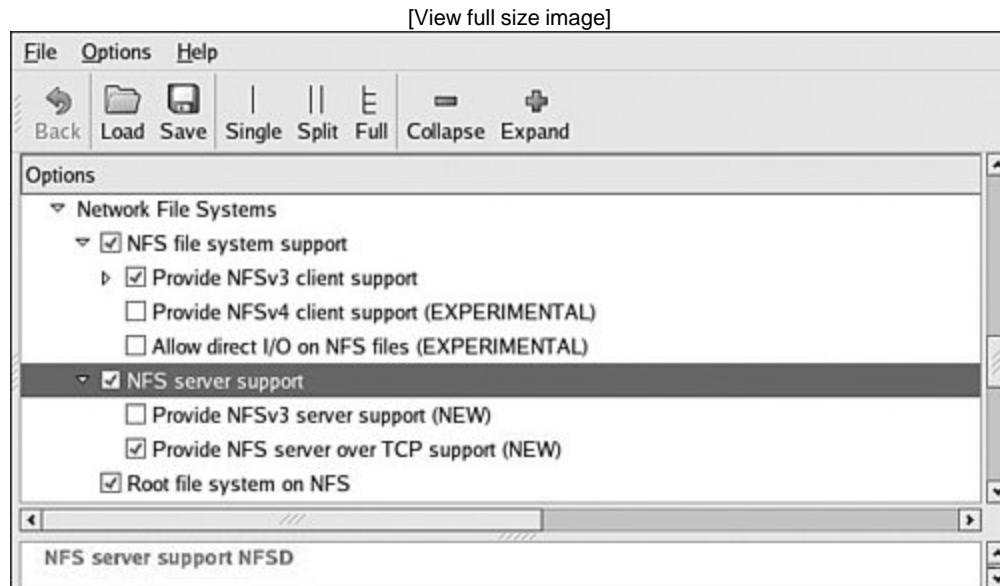 [View full size image]
File Options Help
Back Load Save Single Split Full Collapse Expand
Options
Network File Systems
NFS file system support
Provide NFSv3 client support
Provide NFSv4 client support (EXPERIMENTAL)
Allow direct I/O on NFS files (EXPERIMENTAL)
NFS server support
Provide NFSv3 server support (NEW)
Provide NFS server over TCP support (NEW)
Root file system on NFS
NFS server support NFSD